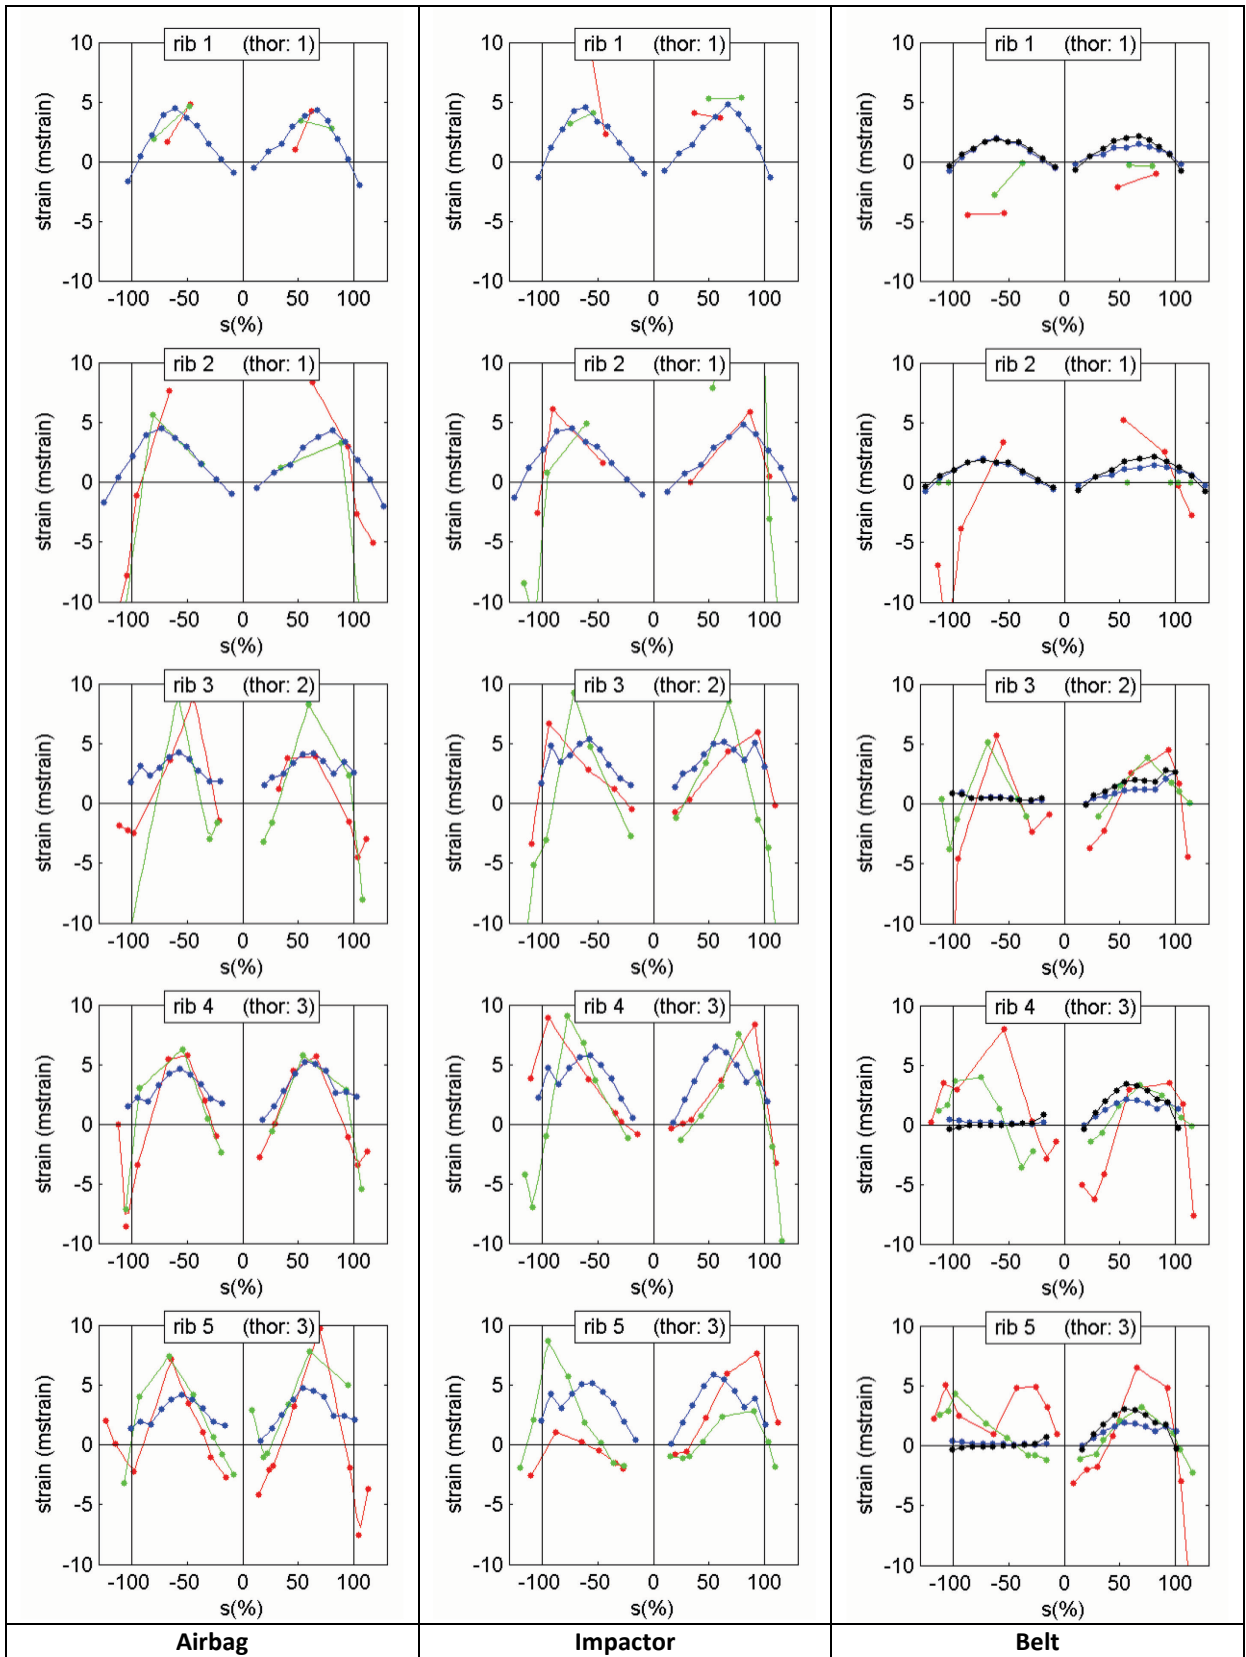 rib 1 (thor: 1)
rib 1 (thor: 1)
rib 1 (thor: 1)
10
5
0
-5
-10
strain (mstrain)
-100 -50 0 50 100
s(%)
10
5
0
-5
-10
strain (mstrain)
-100 -50 0 50 100
s(%)
10
5
0
-5
-10
strain (mstrain)
-100 -50 0 50 100
s(%)
rib 2 (thor: 1)
rib 2 (thor: 1)
rib 2 (thor: 1)
10
5
0
-5
-10
strain (mstrain)
-100 -50 0 50 100
s(%)
10
5
0
-5
-10
strain (mstrain)
-100 -50 0 50 100
s(%)
10
5
0
-5
-10
strain (mstrain)
-100 -50 0 50 100
s(%)
rib 3 (thor: 2)
rib 3 (thor: 2)
rib 3 (thor: 2)
10
5
0
-5
-10
strain (mstrain)
-100 -50 0 50 100
s(%)
10
5
0
-5
-10
strain (mstrain)
-100 -50 0 50 100
s(%)
10
5
0
-5
-10
strain (mstrain)
-100 -50 0 50 100
s(%)
rib 4 (thor: 3)
rib 4 (thor: 3)
rib 4 (thor: 3)
10
5
0
-5
-10
strain (mstrain)
-100 -50 0 50 100
s(%)
10
5
0
-5
-10
strain (mstrain)
-100 -50 0 50 100
s(%)
10
5
0
-5
-10
strain (mstrain)
-100 -50 0 50 100
s(%)
rib 5 (thor: 3)
rib 5 (thor: 3)
rib 5 (thor: 3)
10
5
0
-5
-10
strain (mstrain)
-100 -50 0 50 100
s(%)
10
5
0
-5
-10
strain (mstrain)
-100 -50 0 50 100
s(%)
10
5
0
-5
-10
strain (mstrain)
-100 -50 0 50 100
s(%)
Airbag
Impactor
Belt